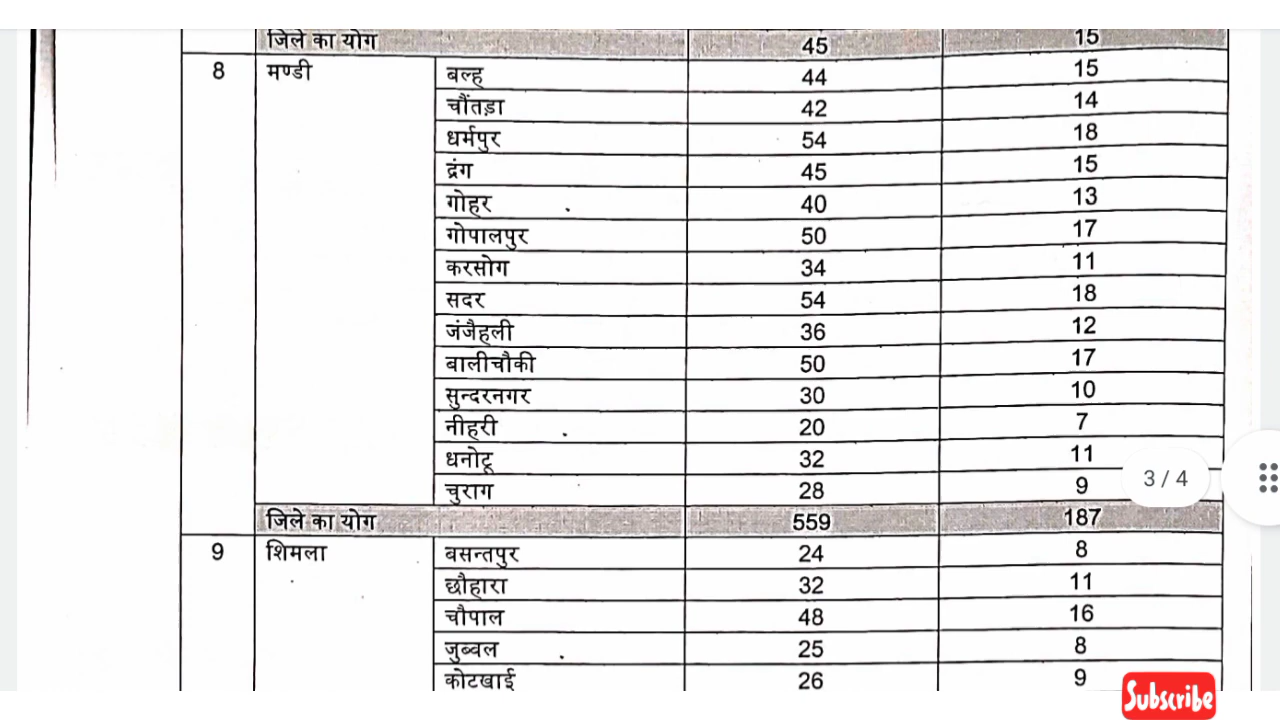 जिले का योग 45 15
8 मण्डी बल्ह 44 15
चौंतड़ा 42 14
धर्मपुर 54 18
द्रंग 45 15
गोहर 40 13
गोपालपुर 50 17
करसोग 34 11
सदर 54 18
जंजैहली 36 12
बालीचौकी 50 17
सुन्दरनगर 30 10
नीहरी 20 7
धनोटू 32 11
3 / 4
चुराग 28 9
जिले का योग 559 187
9 शिमला बसन्तपुर 24 8
छौहारा 32 11
चौपाल 48 16
जुब्बल 25 8
कोटखाई 26 9
Subscribe